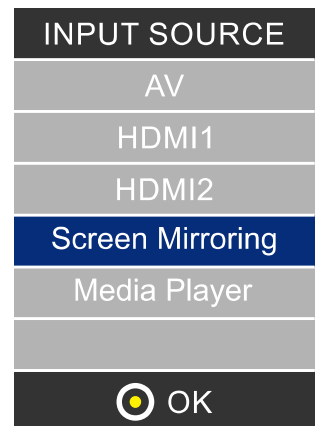 INPUT SOURCE
AV
HDMI1
HDMI2
Screen Mirroring
Media Player
OK